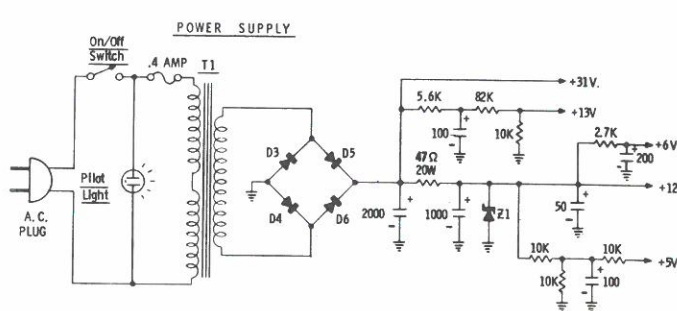 POWER SUPPLY
On/Off
Switch
.4 AMP
T1
+31V.
5.6K
82K
+13V
100
+
-
10K
2.7K
+6V
+
200
-
D3
D5
47Ω
20W
+12
Pilot
Light
D4
D6
2000
+
-
1000
+
-
Z1
50
+
-
A.C.
PLUG
10K
10K
+5V
10K
+
100
-